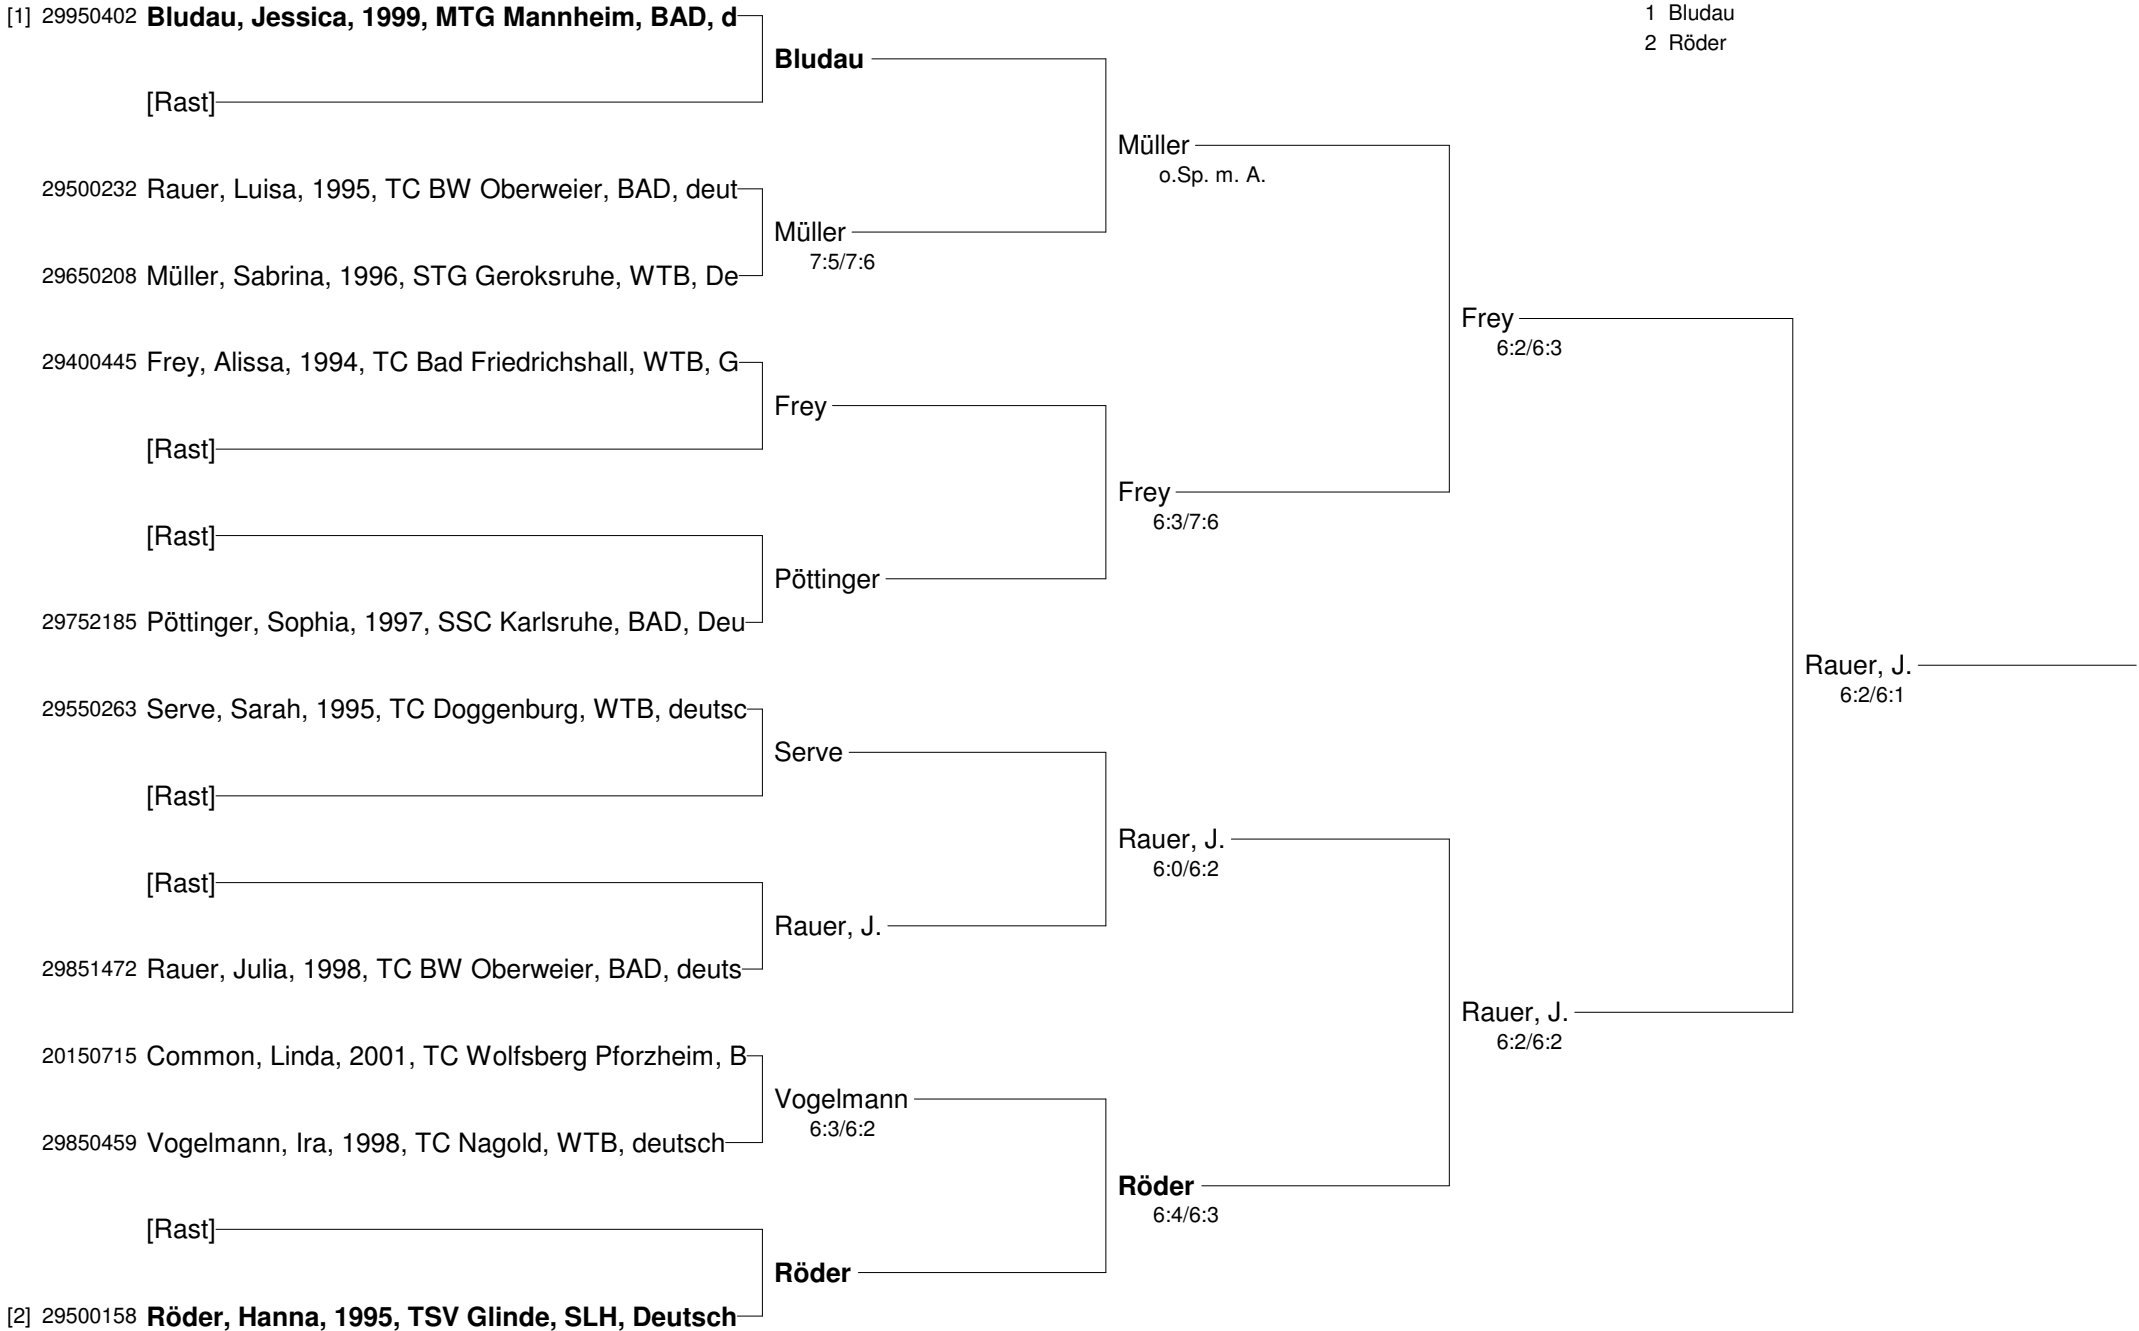 [1] 29950402 Bludau, Jessica, 1999, MTG Mannheim, BAD, d
[Rast]
29500232 Rauer, Luisa, 1995, TC BW Oberweier, BAD, deut
29650208 Müller, Sabrina, 1996, STG Geroksruhe, WTB, De
29400445 Frey, Alissa, 1994, TC Bad Friedrichshall, WTB, G
[Rast]
[Rast]
29752185 Pöttinger, Sophia, 1997, SSC Karlsruhe, BAD, Deu
29550263 Serve, Sarah, 1995, TC Doggenburg, WTB, deutsc
[Rast]
[Rast]
29851472 Rauer, Julia, 1998, TC BW Oberweier, BAD, deuts
20150715 Common, Linda, 2001, TC Wolfsberg Pforzheim, B
29850459 Vogelmann, Ira, 1998, TC Nagold, WTB, deutsch
[Rast]
[2] 29500158 Röder, Hanna, 1995, TSV Glinde, SLH, Deutsch
Bludau
Müller
7:5/7:6
Frey
Pöttinger
Serve
Rauer, J.
Vogelmann
6:3/6:2
Röder
Müller
o.Sp. m. A.
Frey
6:3/7:6
Rauer, J.
6:0/6:2
Röder
6:4/6:3
Frey
6:2/6:3
Rauer, J.
6:2/6:2
Rauer, J.
6:2/6:1
1 Bludau
2 Röder